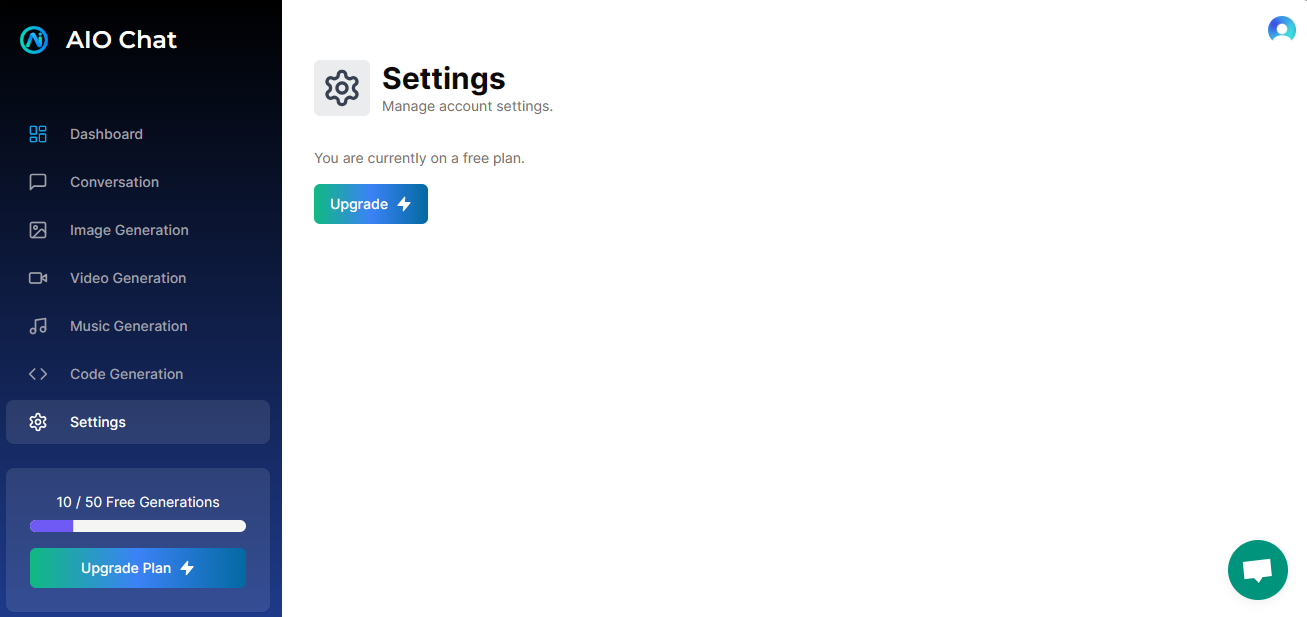 AIO Chat
Dashboard
Conversation
Image Generation
Video Generation
Music Generation
Code Generation
Settings
10 / 50 Free Generations
Upgrade Plan
Settings
Manage account settings.
You are currently on a free plan.
Upgrade